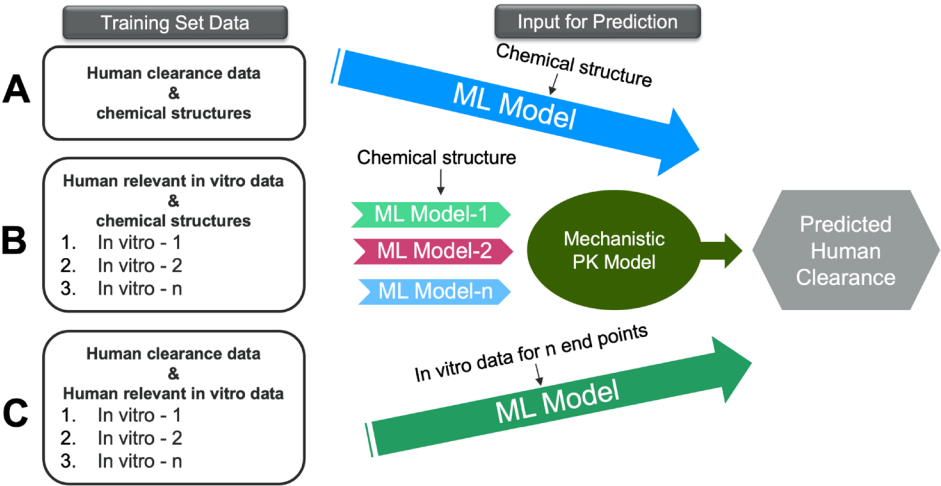 Training Set Data
Input for Prediction
A
Human clearance data
&
chemical structures
Chemical structure
ML Model
B
Human relevant in vitro data
&
chemical structures
1. In vitro - 1
2. In vitro - 2
3. In vitro - n
Chemical structure
ML Model-1
ML Model-2
ML Model-n
Mechanistic
PK Model
Predicted
Human
Clearance
C
Human clearance data
&
Human relevant in vitro data
1. In vitro - 1
2. In vitro - 2
3. In vitro - n
In vitro data for n end points
ML Model